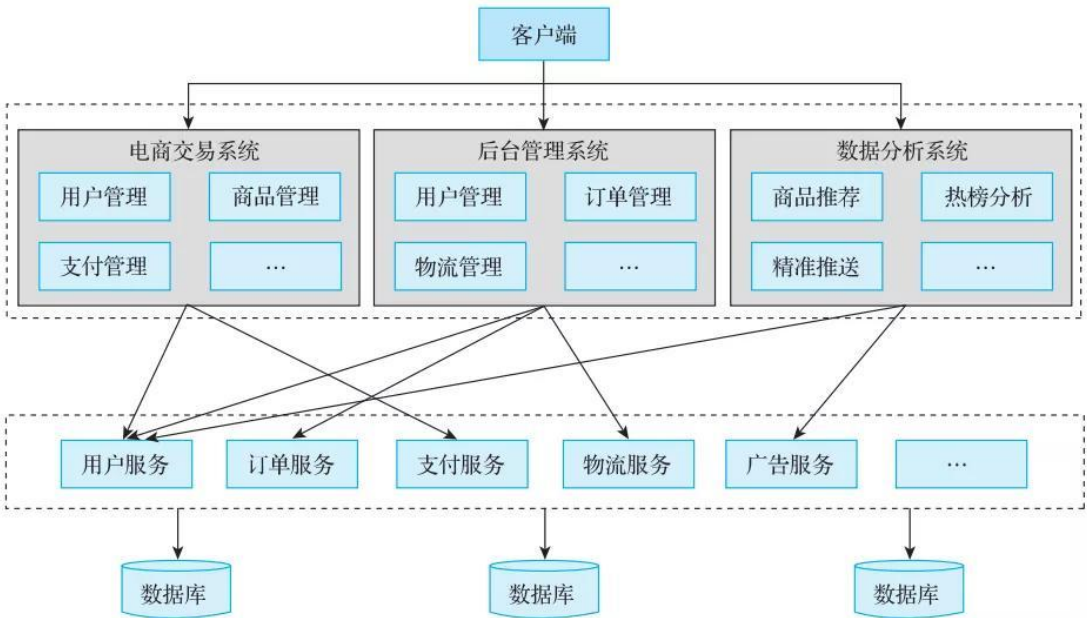 客户端
电商交易系统
用户管理
商品管理
支付管理
…
后台管理系统
用户管理
订单管理
物流管理
…
数据分析系统
商品推荐
热榜分析
精准推送
…
用户服务
订单服务
支付服务
物流服务
广告服务
…
数据库
数据库
数据库